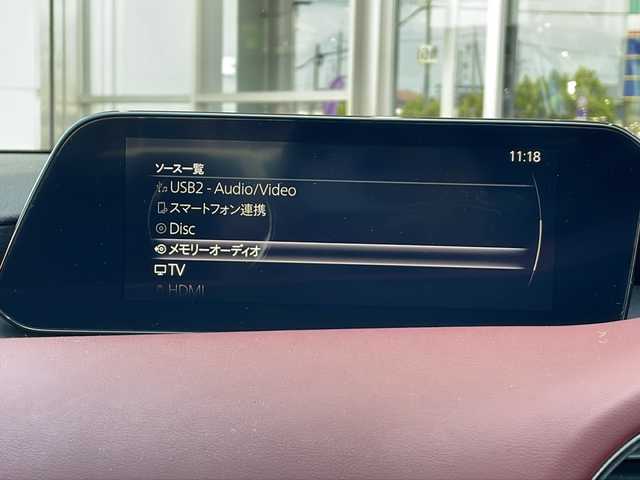 11:18
ソース一覧
USB2 - Audio/Video
スマートフォン連携
Disc
メモリーオーディオ
TV
HDMI